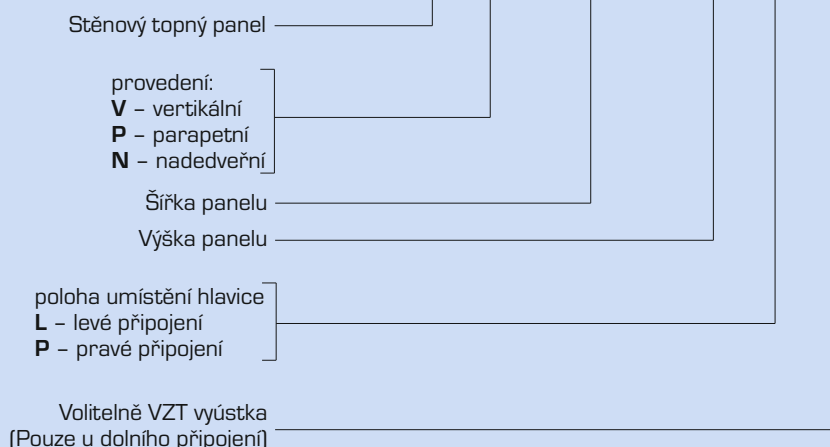 Stěnový topný panel
provedení:
V – vertikální
P – parapetní
N – nadedveřní
Šířka panelu
Výška panelu
poloha umístění hlavice
L – levé připojení
P – pravé připojení
Volitelně VZT vyústka
(Pouze u dolního připojení)